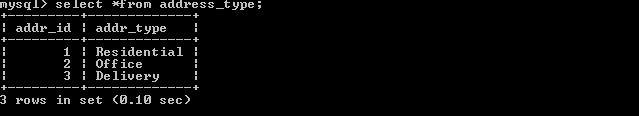 mysql> select *from address_type;
+---------+-------------+
| addr_id | addr_type   |
+---------+-------------+
|       1 | Residential |
|       2 | Office      |
|       3 | Delivery    |
+---------+-------------+
3 rows in set (0.10 sec)